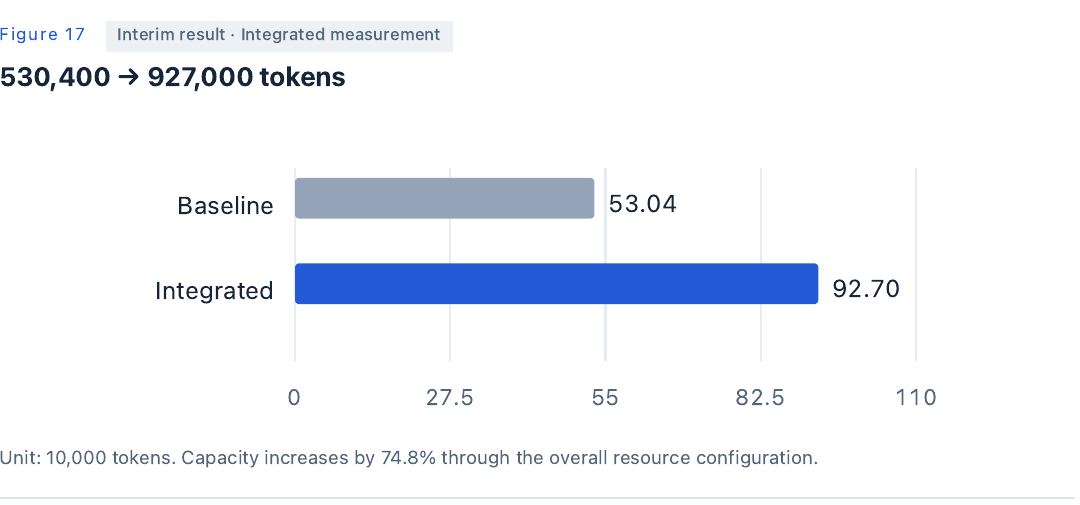 Figure 17 Interim result · Integrated measurement
530,400 → 927,000 tokens
Baseline 53.04
Integrated 92.70
0 27.5 55 82.5 110
Unit: 10,000 tokens. Capacity increases by 74.8% through the overall resource configuration.